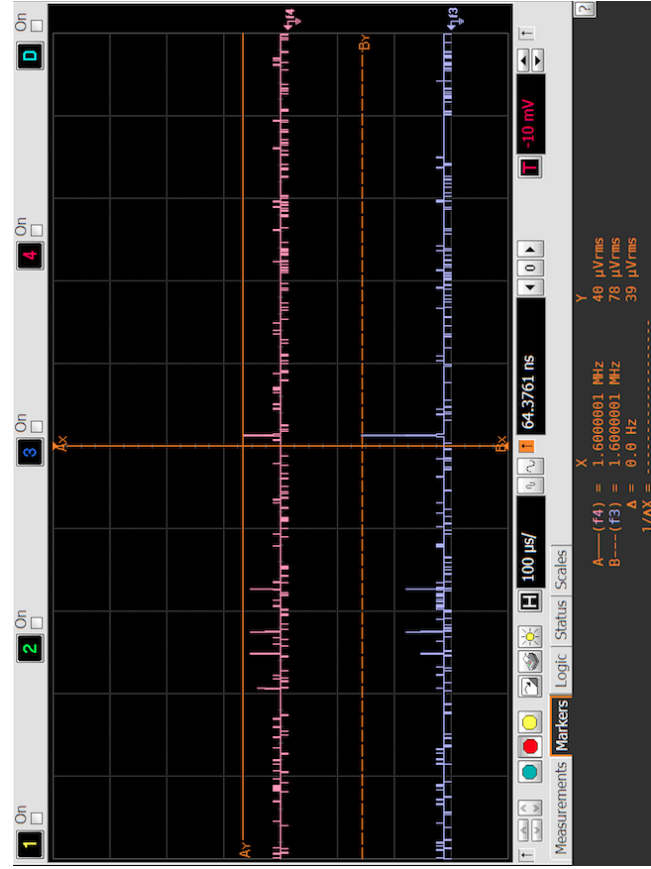 1 On 2 On 3 On 4 On D On
Ay
Ax
By
Bx
f4
f3
H 100 µs/ 64.3761 ns 0 T -10 mV
Measurements Markers Logic Status Scales
?
X Y
A——(f4) = 1.6000001 MHz 40 µVrms
B---(f3) = 1.6000001 MHz 78 µVrms
Δ = 0.0 Hz 39 µVrms
1/ΔX = --------------------